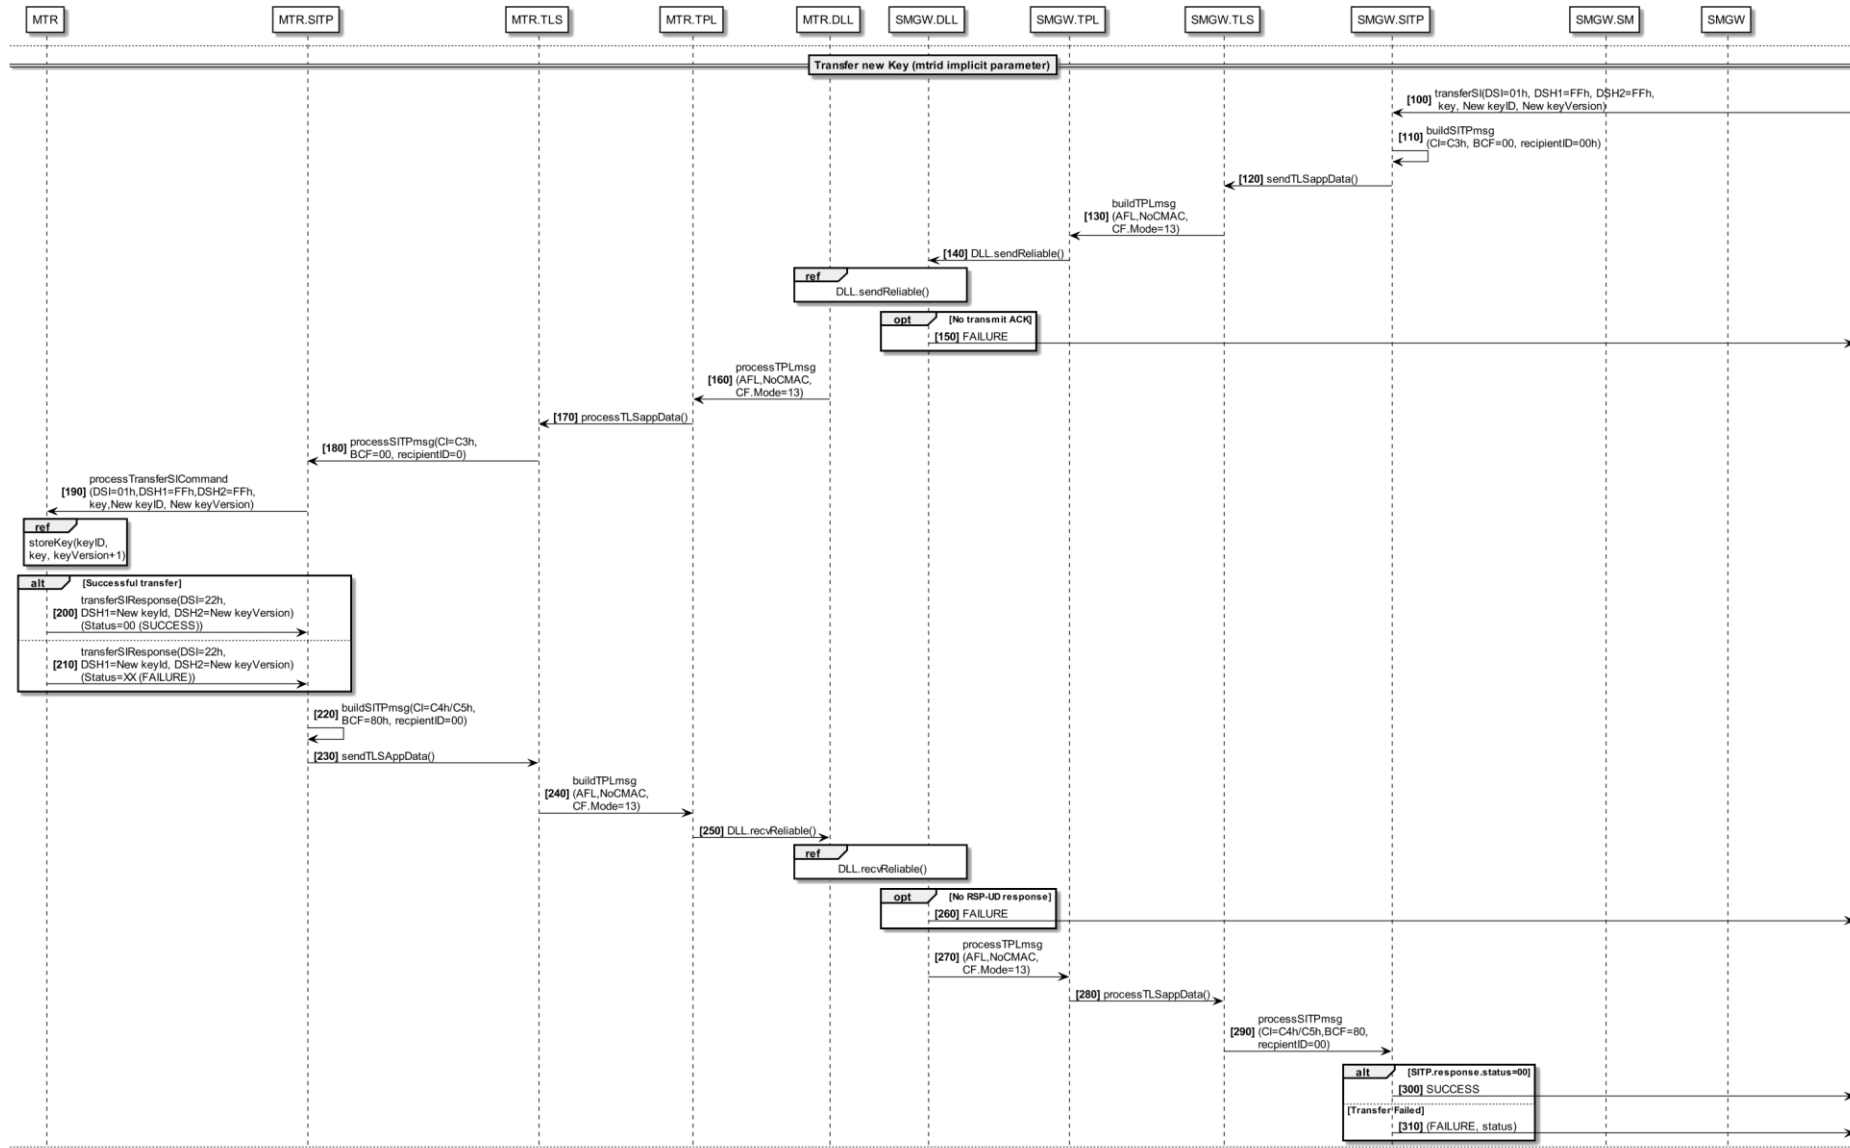 MTR MTR.SITP MTR.TLS MTR.TPL MTR.DLL SMGW.DLL SMGW.TPL SMGW.TLS SMGW.SITP SMGW.SM SMGW
Transfer new Key (mtrid implicit parameter)
[100] transferSI(DSI=01h, DSH1=FFh, DSH2=FFh,
key, New keyID, New keyVersion)
[110] buildSITPmsg
(CI=C3h, BCF=00, recipientID=00h)
[120] sendTLSappData()
buildTPLmsg
[130] (AFL,NoCMAC,
CF.Mode=13)
[140] DLL.sendReliable()
ref
DLL.sendReliable()
opt [No transmit ACK]
[150] FAILURE
processTPLmsg
[160] (AFL,NoCMAC,
CF.Mode=13)
[170] processTLSappData()
[180] processSITPmsg(CI=C3h,
BCF=00, recipientID=0)
processTransferSICommand
[190] (DSI=01h,DSH1=FFh,DSH2=FFh,
key,New keyID, New keyVersion)
ref
storeKey(keyID,
key, keyVersion+1)
alt [Successful transfer]
transferSIResponse(DSI=22h,
[200] DSH1=New keyId, DSH2=New keyVersion)
(Status=00 (SUCCESS))
transferSIResponse(DSI=22h,
[210] DSH1=New keyId, DSH2=New keyVersion)
(Status=XX (FAILURE))
[220] buildSITPmsg(CI=C4h/C5h,
BCF=80h, recpientID=00)
[230] sendTLSAppData()
buildTPLmsg
[240] (AFL,NoCMAC,
CF.Mode=13)
[250] DLL.recvReliable()
ref
DLL.recvReliable()
opt [No RSP-UD response]
[260] FAILURE
processTPLmsg
[270] (AFL,NoCMAC,
CF.Mode=13)
[280] processTLSappData()
processSITPmsg
[290] (CI=C4h/C5h,BCF=80,
recpientID=00)
alt [SITP.response.status=00]
[300] SUCCESS
[Transfer Failed]
[310] (FAILURE, status)